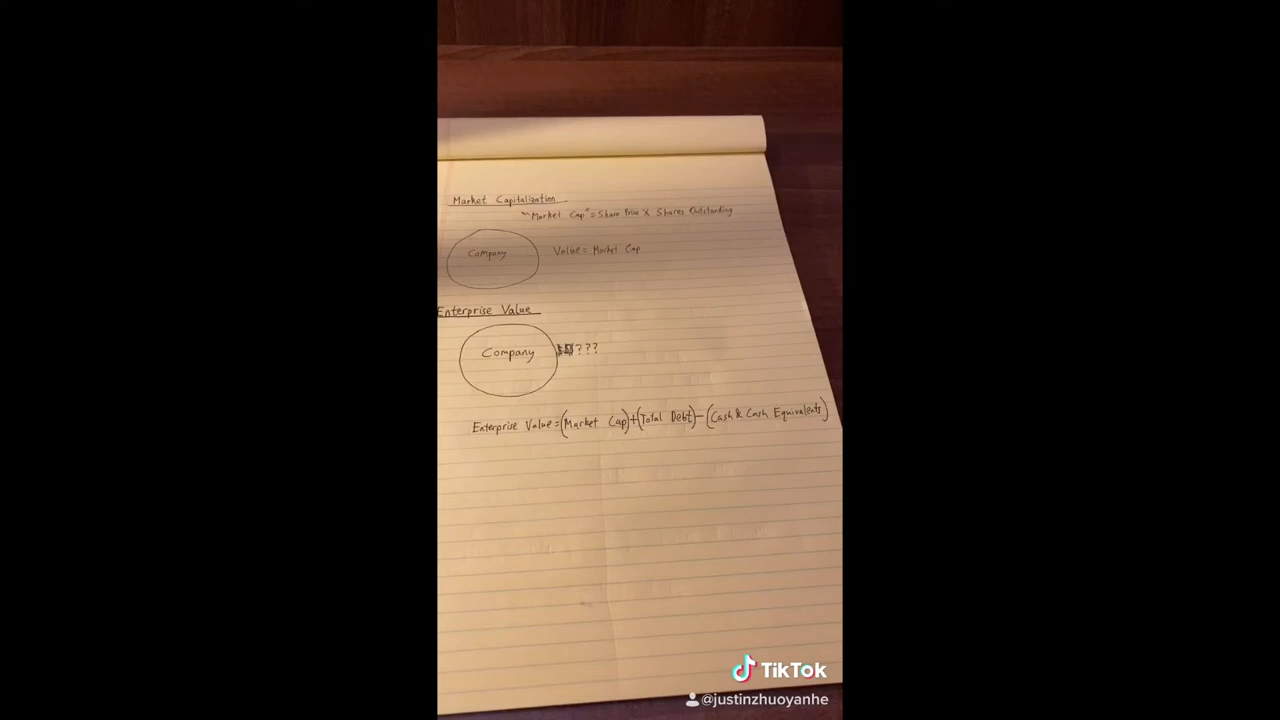 Market Capitalization
"Market Cap" = Share Price X Shares Outstanding
Company
Value = Market Cap
Enterprise Value
Company
???
Enterprise Value = (Market Cap) + (Total Debt) - (Cash & Cash Equivalents)
TikTok
@justinzhuoyanhe